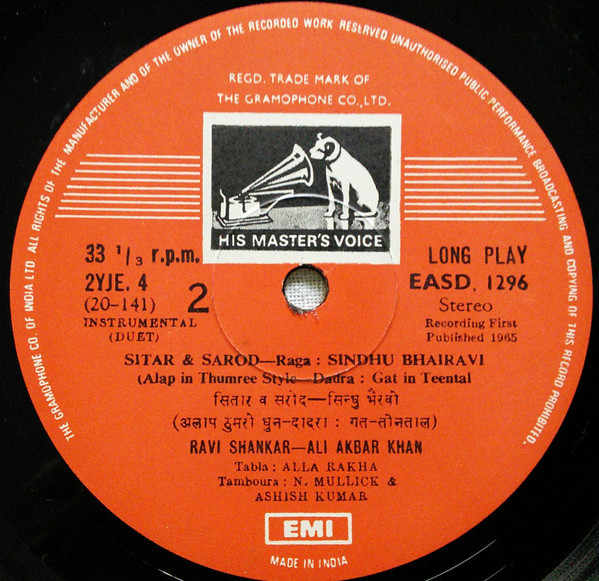 THE GRAMOPHONE CO. OF INDIA LTD. ALL RIGHTS OF THE MANUFACTURER AND OF THE OWNER OF THE RECORDED WORK RESERVED UNAUTHORISED PUBLIC PERFORMANCE BROADCASTING AND COPYING OF THIS RECORD PROHIBITED.
REGD. TRADE MARK OF
THE GRAMOPHONE CO., LTD.
HIS MASTER'S VOICE
33 1/3 r.p.m.
2YJE. 4
(20-141) 2
INSTRUMENTAL
(DUET)
LONG PLAY
EASD. 1296
Stereo
Recording First
Published 1965
SITAR & SAROD—Raga : SINDHU BHAIRAVI
(Alap in Thumree Style—Dadra : Gat in Teental
सितार व सरोद—सिन्धु भैरवी
(अलाप ठुमरी धुन-दादरा : गत-तीनताल)
RAVI SHANKAR—ALI AKBAR KHAN
Tabla : ALLA RAKHA
Tamboura : N. MULLICK &
ASHISH KUMAR
EMI
MADE IN INDIA